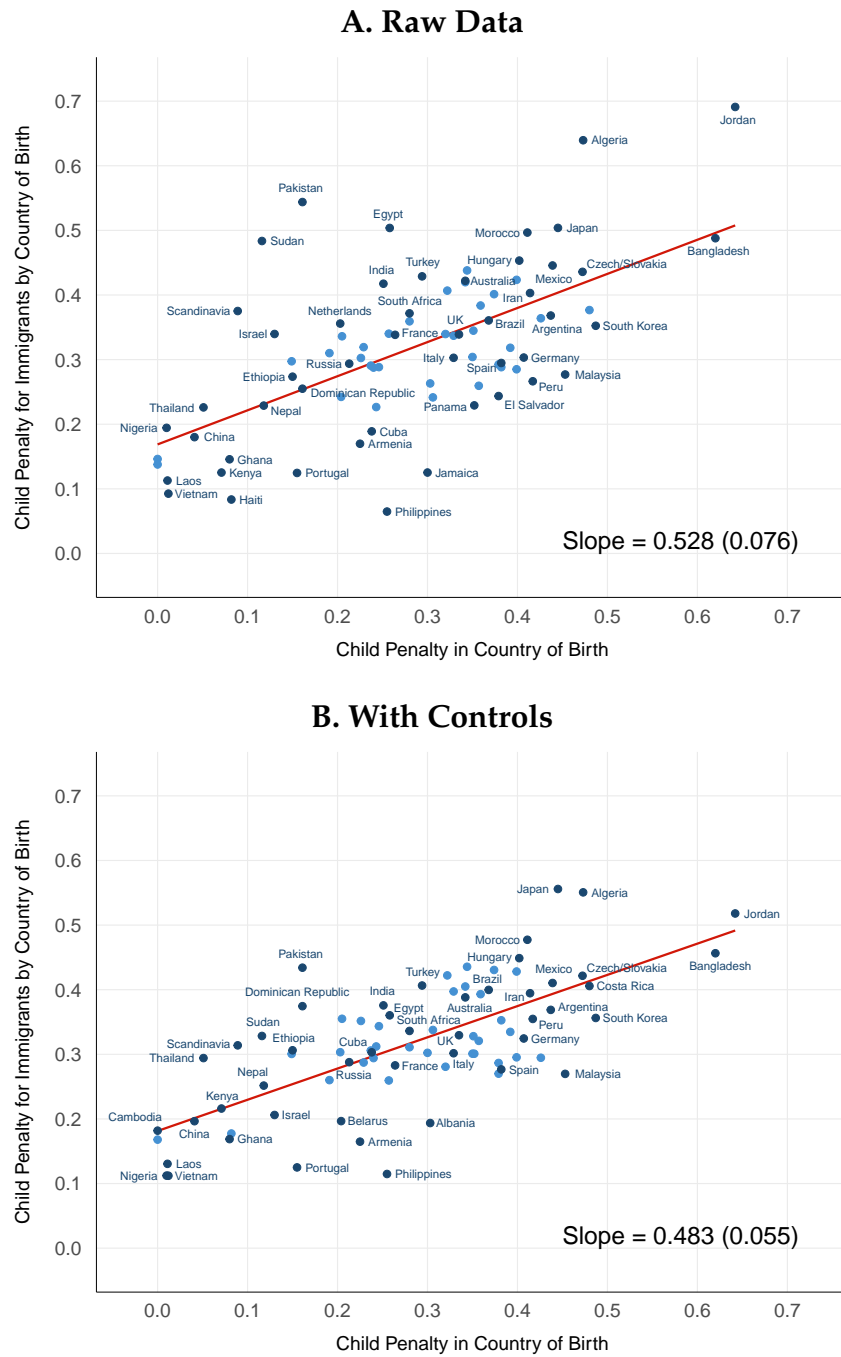 A. Raw Data
Child Penalty for Immigrants by Country of Birth
0.7
0.6
0.5
0.4
0.3
0.2
0.1
0.0
Jordan
Algeria
Pakistan
Egypt
Sudan
Morocco
Japan
Bangladesh
Turkey
Hungary
Czech/Slovakia
India
Australia
Mexico
Scandinavia
South Africa
Iran
Netherlands
UK
Brazil
Argentina
South Korea
Israel
France
Russia
Italy
Germany
Spain
Ethiopia
Malaysia
Dominican Republic
Peru
Thailand
Nepal
Panama
El Salvador
Nigeria
China
Cuba
Armenia
Ghana
Kenya
Portugal
Jamaica
Laos
Vietnam
Haiti
Philippines
Slope = 0.528 (0.076)
0.0 0.1 0.2 0.3 0.4 0.5 0.6 0.7
Child Penalty in Country of Birth
B. With Controls
Child Penalty for Immigrants by Country of Birth
0.7
0.6
0.5
0.4
0.3
0.2
0.1
0.0
Japan
Algeria
Jordan
Morocco
Pakistan
Hungary
Bangladesh
Turkey
Czech/Slovakia
Mexico
Brazil
Costa Rica
Dominican Republic
India
Iran
Egypt
Australia
Argentina
South Korea
Sudan
South Africa
Peru
Scandinavia
Ethiopia
Cuba
UK
Germany
Thailand
Russia
France
Italy
Spain
Malaysia
Nepal
Kenya
Cambodia
Israel
Belarus
Albania
China
Ghana
Armenia
Laos
Portugal
Philippines
Nigeria
Vietnam
Slope = 0.483 (0.055)
0.0 0.1 0.2 0.3 0.4 0.5 0.6 0.7
Child Penalty in Country of Birth